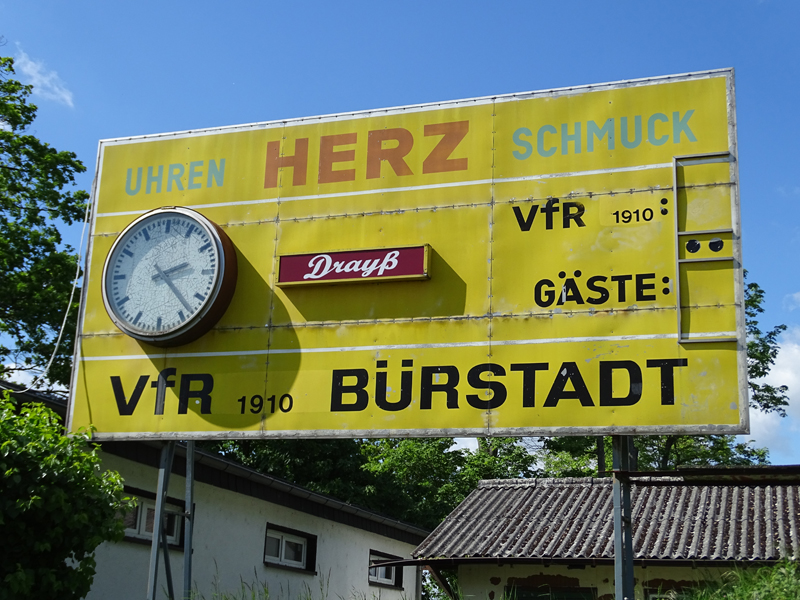 UHREN HERZ SCHMUCK
VfR 1910:
Drayß
GÄSTE:
VfR 1910 BÜRSTADT